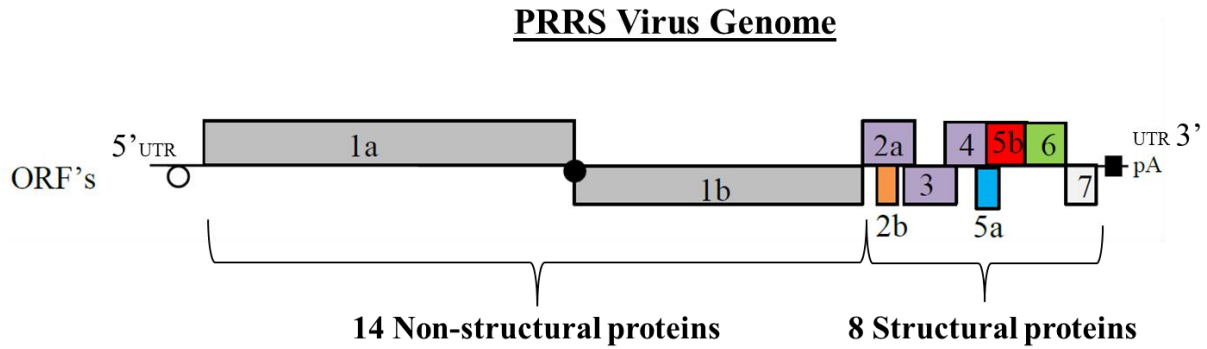 PRRS Virus Genome
5’UTR 1a 2a 4 5b 6 UTR 3’
ORF's 1b 3 7 pA
2b 5a
14 Non-structural proteins 8 Structural proteins